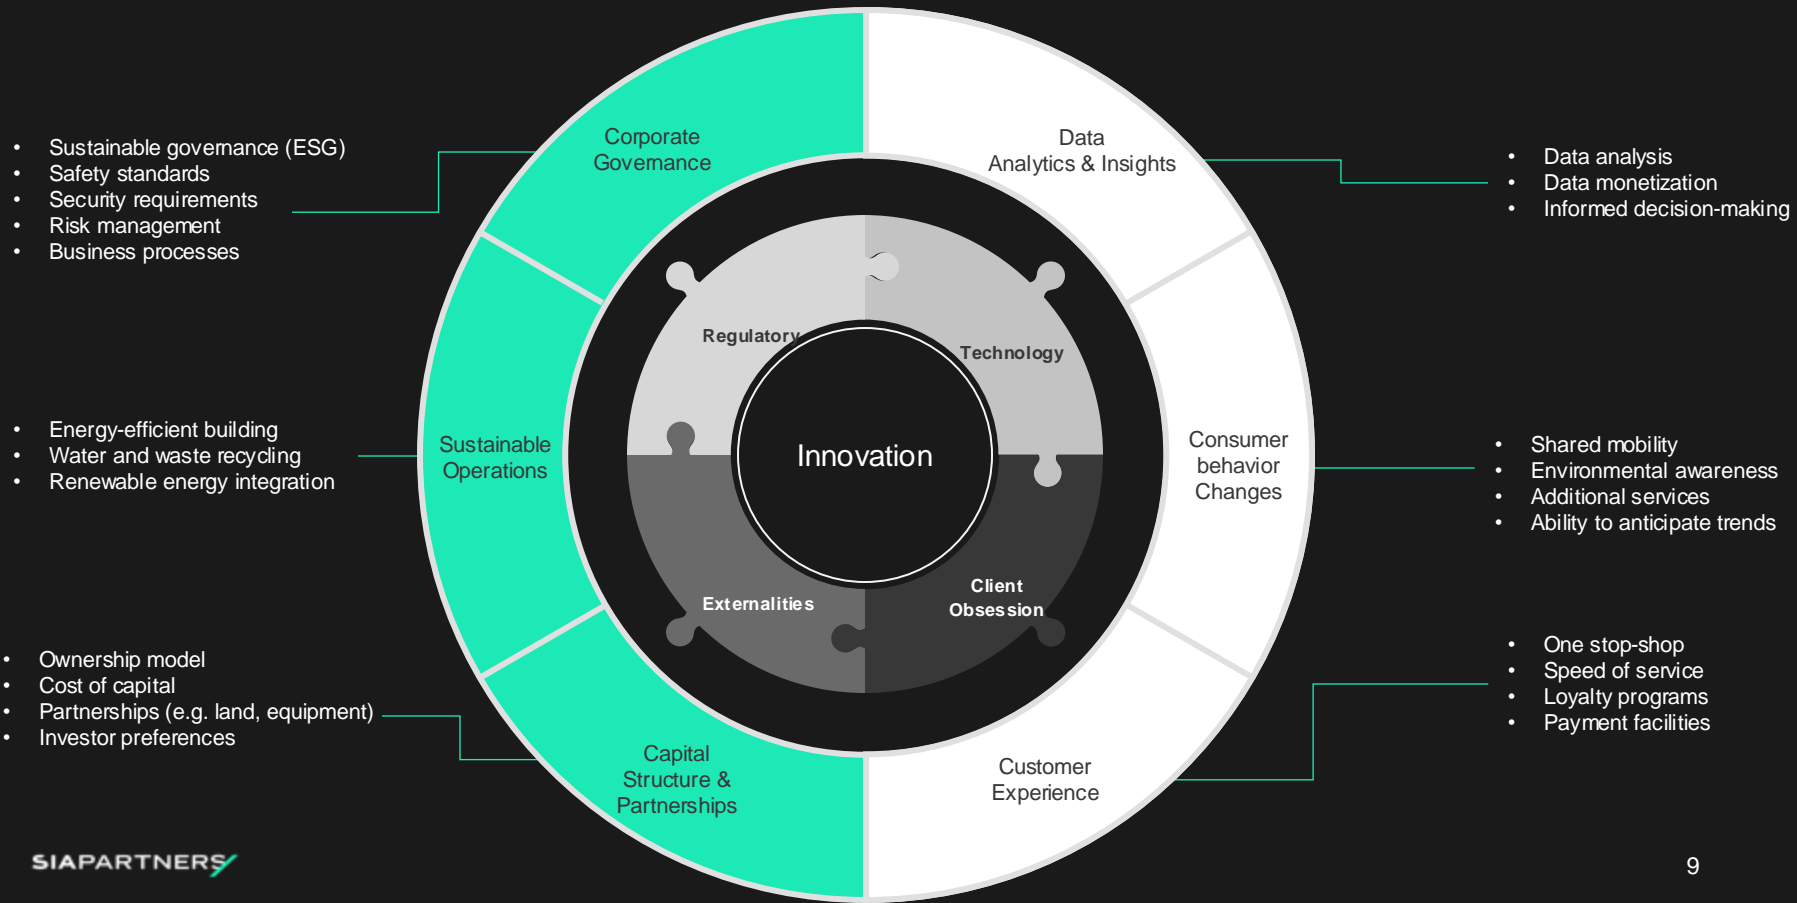 • Sustainable governance (ESG)
• Safety standards
• Security requirements
• Risk management
• Business processes
• Energy-efficient building
• Water and waste recycling
• Renewable energy integration
• Ownership model
• Cost of capital
• Partnerships (e.g. land, equipment)
• Investor preferences
Corporate
Governance
Sustainable
Operations
Capital
Structure &
Partnerships
Data
Analytics & Insights
Consumer
behavior
Changes
Customer
Experience
Regulatory
Technology
Innovation
Externalities
Client
Obsession
• Data analysis
• Data monetization
• Informed decision-making
• Shared mobility
• Environmental awareness
• Additional services
• Ability to anticipate trends
• One stop-shop
• Speed of service
• Loyalty programs
• Payment facilities
SIAPARTNERS
9